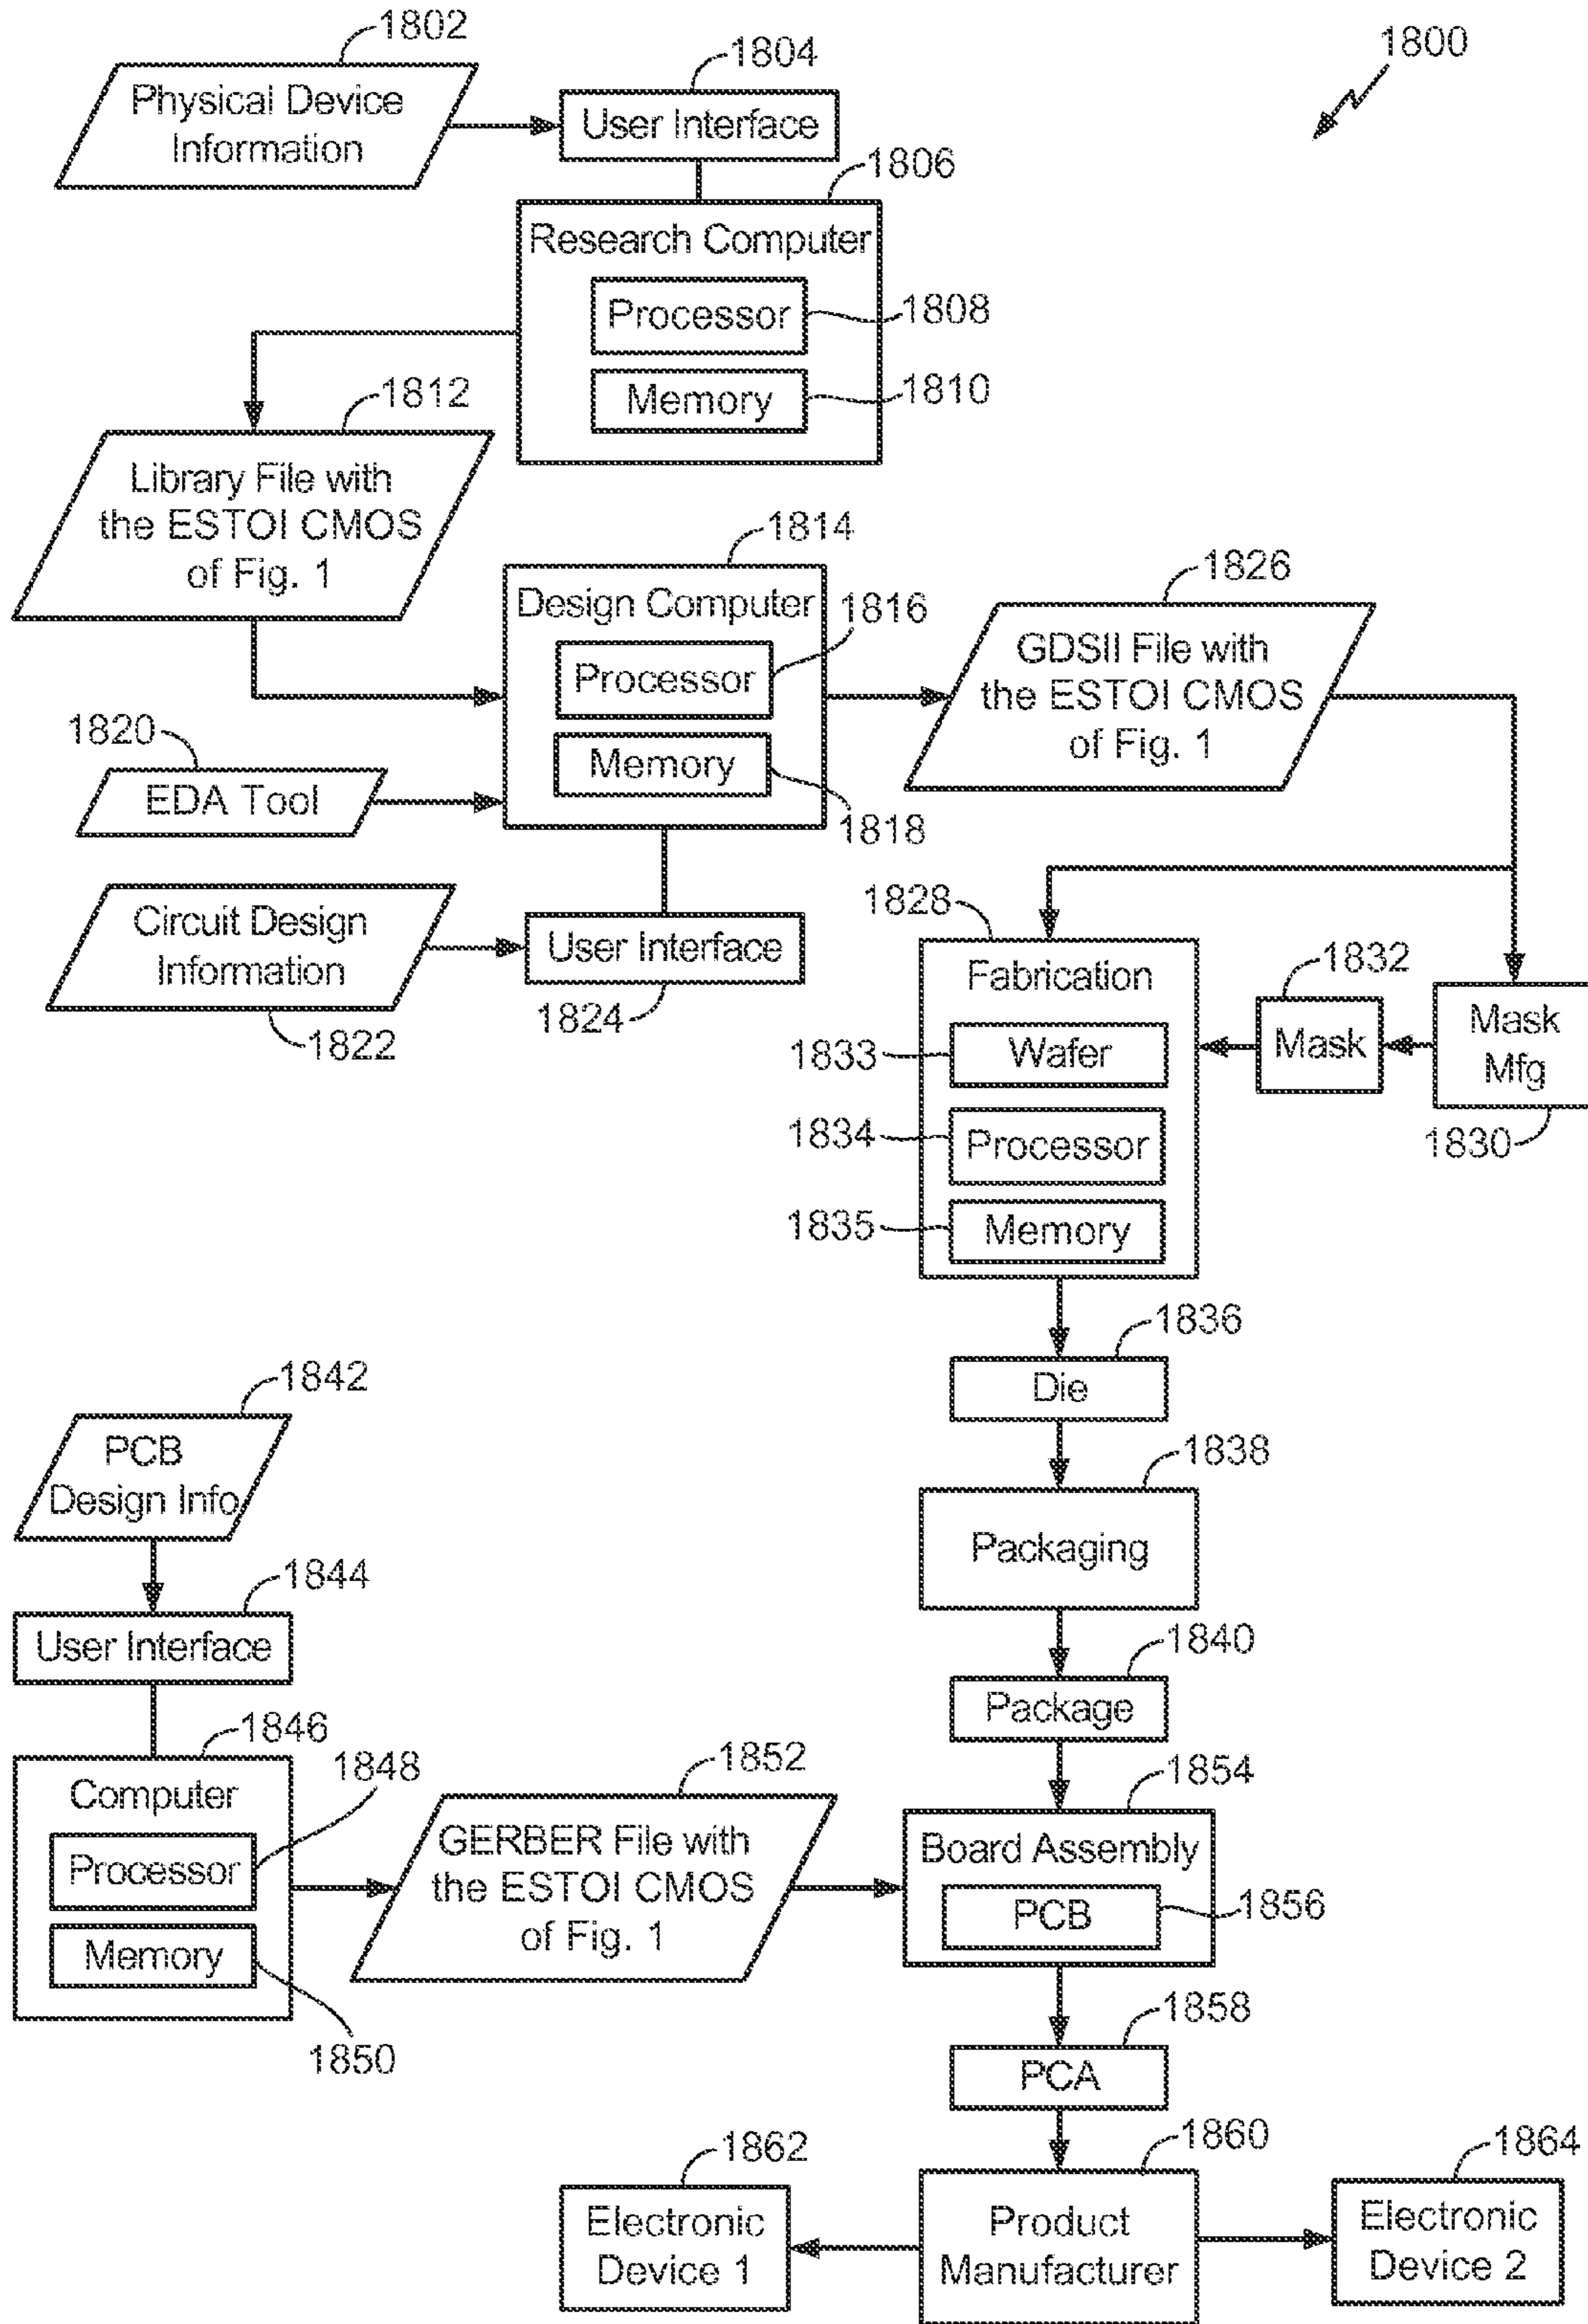 1802
1800
1804
Physical Device
Information
User Interface
1806
Research Computer
Processor
1808
Memory
1810
1812
Library File with
the ESTOI CMOS
of Fig. 1
1814
1826
Design Computer
1816
Processor
GDSII File with
the ESTOI CMOS
of Fig. 1
1820
Memory
EDA Tool
1818
1828
Circuit Design
Information
User Interface
1822
1824
Fabrication
1832
Mask
Mask
Mfg
1833
Wafer
1830
1834
Processor
1835
Memory
1836
Die
1842
1838
PCB
Design Info
Packaging
1844
User Interface
1840
Package
1846
1848
1852
1854
Computer
GERBER File with
the ESTOI CMOS
of Fig. 1
Board Assembly
Processor
PCB
1856
Memory
1850
1858
PCA
1862
1860
1864
Electronic
Device 1
Product
Manufacturer
Electronic
Device 2